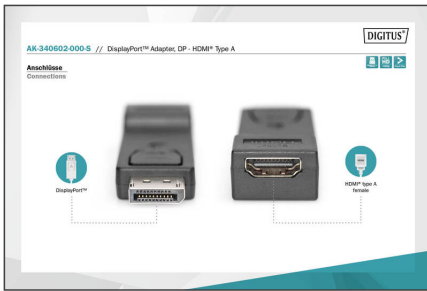 DIGITUS®
AK-340602-000-S // DisplayPort™ Adapter, DP - HDMI® Type A
Anschlüsse
Connections
DisplayPort™
HDMI® type A
female